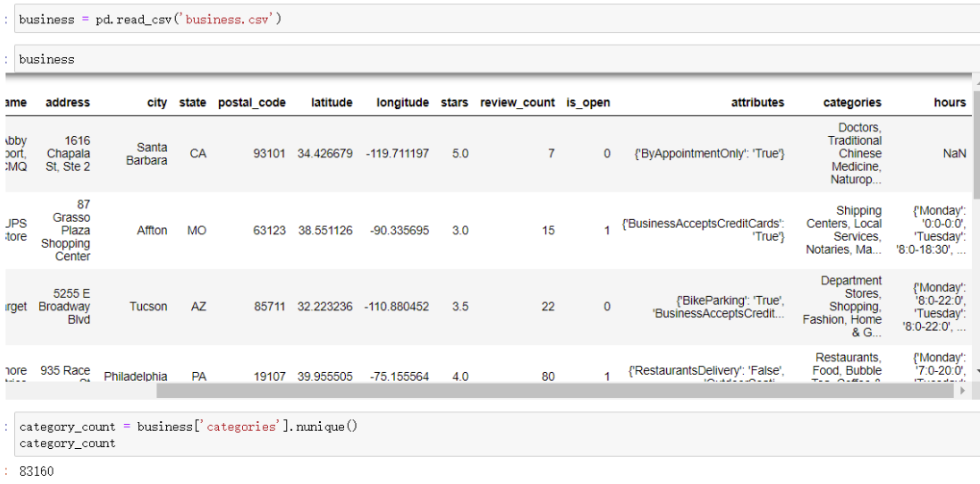 : business = pd.read_csv('business.csv')
: business
ame address city state postal_code latitude longitude stars review_count is_open attributes categories hours
Abby
port,
CMQ
1616
Chapala
St, Ste 2
Santa
Barbara
CA 93101 34.426679 -119.711197 5.0 7 0 {'ByAppointmentOnly': 'True'}
Doctors,
Traditional
Chinese
Medicine,
Naturop...
NaN
UPS
Store
87
Grasso
Plaza
Shopping
Center
Affton MO 63123 38.551126 -90.335695 3.0 15 1
{'BusinessAcceptsCreditCards':
'True'}
Shipping
Centers, Local
Services,
Notaries, Ma...
{'Monday':
'0:0-0:0',
'Tuesday':
'8:0-18:30', ...
rget
5255 E
Broadway
Blvd
Tucson AZ 85711 32.223236 -110.880452 3.5 22 0
{'BikeParking': 'True',
'BusinessAcceptsCredit...
Department
Stores,
Shopping,
Fashion, Home
& G...
{'Monday':
'8:0-22:0',
'Tuesday':
'8:0-22:0', ...
nore
935 Race
Philadelphia PA 19107 39.955505 -75.155564 4.0 80 1
{'RestaurantsDelivery': 'False',
Restaurants,
Food, Bubble
{'Monday':
'7:0-20:0',
: category_count = business['categories'].nunique()
category_count
: 83160